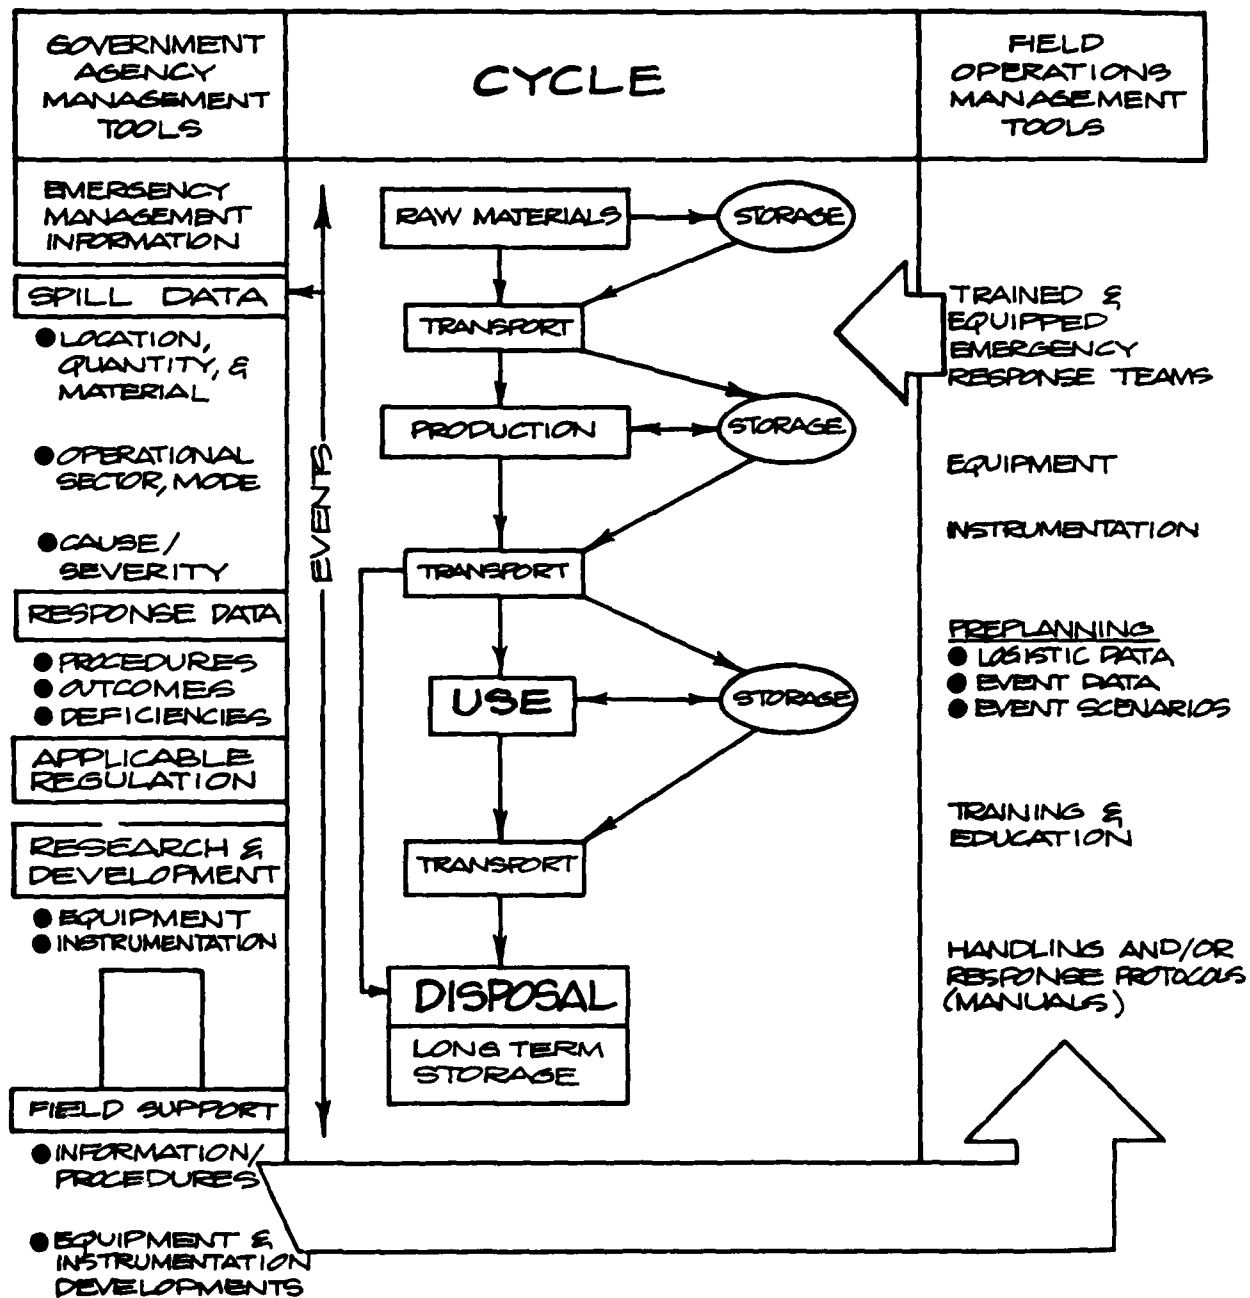 GOVERNMENT
AGENCY
MANAGEMENT
TOOLS
CYCLE
FIELD
OPERATIONS
MANAGEMENT
TOOLS
EMERGENCY
MANAGEMENT
INFORMATION
SPILL DATA
● LOCATION,
QUANTITY, &
MATERIAL
● OPERATIONAL
SECTOR, MODE
● CAUSE/
SEVERITY
RESPONSE DATA
● PROCEDURES
● OUTCOMES
● DEFICIENCIES
APPLICABLE
REGULATION
RESEARCH &
DEVELOPMENT
● EQUIPMENT
● INSTRUMENTATION
FIELD SUPPORT
● INFORMATION/
PROCEDURES
● EQUIPMENT &
INSTRUMENTATION
DEVELOPMENTS
EVENTS
RAW MATERIALS
STORAGE
TRANSPORT
PRODUCTION
STORAGE
TRANSPORT
USE
STORAGE
TRANSPORT
DISPOSAL
LONG TERM
STORAGE
TRAINED &
EQUIPPED
EMERGENCY
RESPONSE TEAMS
EQUIPMENT
INSTRUMENTATION
PREPLANNING
● LOGISTIC DATA
● EVENT DATA
● EVENT SCENARIOS
TRAINING &
EDUCATION
HANDLING AND/OR
RESPONSE PROTOCOLS
(MANUALS)